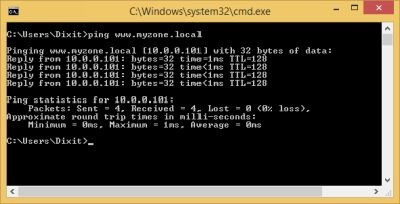 C:\Windows\system32\cmd.exe
C:\Users\Dixit>ping www.myzone.local
Pinging www.myzone.local [10.0.0.101] with 32 bytes of data:
Reply from 10.0.0.101: bytes=32 time=1ms TTL=128
Reply from 10.0.0.101: bytes=32 time<1ms TTL=128
Reply from 10.0.0.101: bytes=32 time<1ms TTL=128
Reply from 10.0.0.101: bytes=32 time<1ms TTL=128
Ping statistics for 10.0.0.101:
Packets: Sent = 4, Received = 4, Lost = 0 (0% loss),
Approximate round trip times in milli-seconds:
Minimum = 0ms, Maximum = 1ms, Average = 0ms
C:\Users\Dixit>_